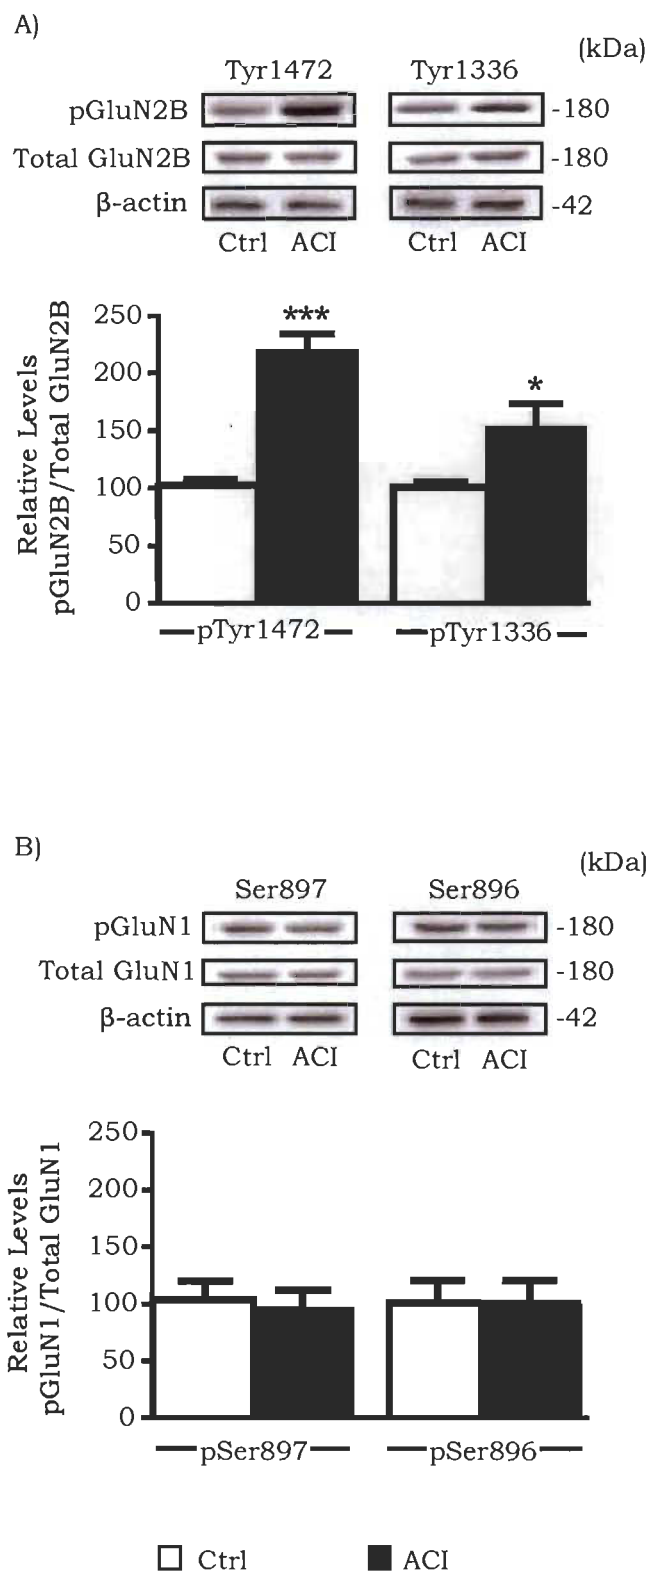 A)
(kDa)
Tyr1472 Tyr1336
pGluN2B -180
Total GluN2B -180
β-actin -42
Ctrl ACI Ctrl ACI
Relative Levels
pGluN2B/Total GluN2B
250
200
150
100
50
0
***
*
pTyr1472 pTyr1336
B)
(kDa)
Ser897 Ser896
pGluN1 -180
Total GluN1 -180
β-actin -42
Ctrl ACI Ctrl ACI
Relative Levels
pGluN1/Total GluN1
250
200
150
100
50
0
pSer897 pSer896
Ctrl ACI